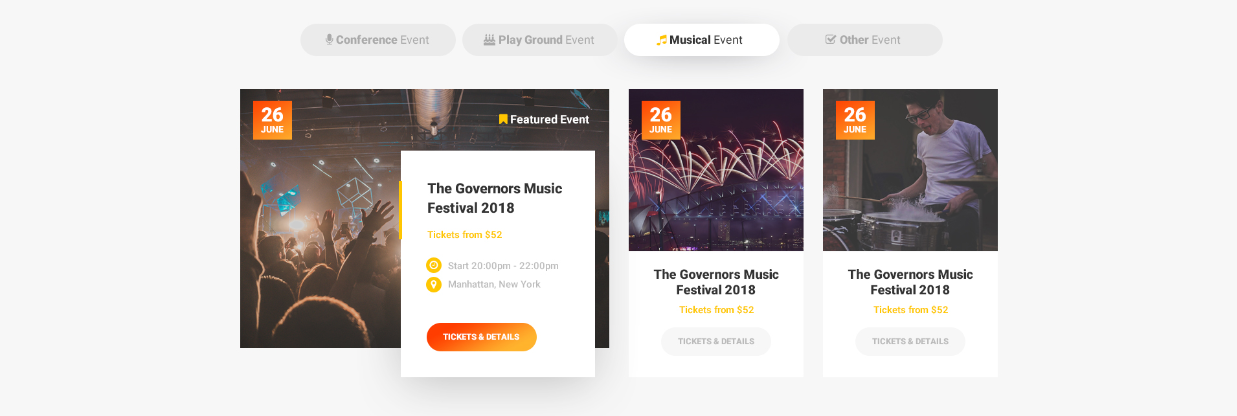 Conference Event
Play Ground Event
Musical Event
Other Event
26
JUNE
Featured Event
The Governors Music
Festival 2018
Tickets from $52
Start 20:00pm - 22:00pm
Manhattan, New York
TICKETS & DETAILS
26
JUNE
The Governors Music
Festival 2018
Tickets from $52
TICKETS & DETAILS
26
JUNE
The Governors Music
Festival 2018
Tickets from $52
TICKETS & DETAILS